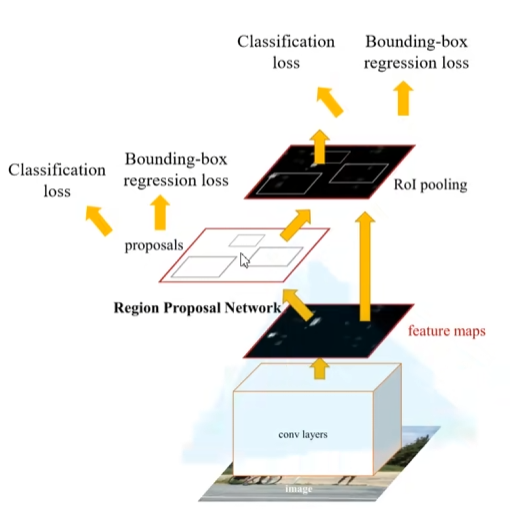 Classification
loss
Bounding-box
regression loss
Classification
loss
Bounding-box
regression loss
RoI pooling
proposals
Region Proposal Network
feature maps
conv layers
image